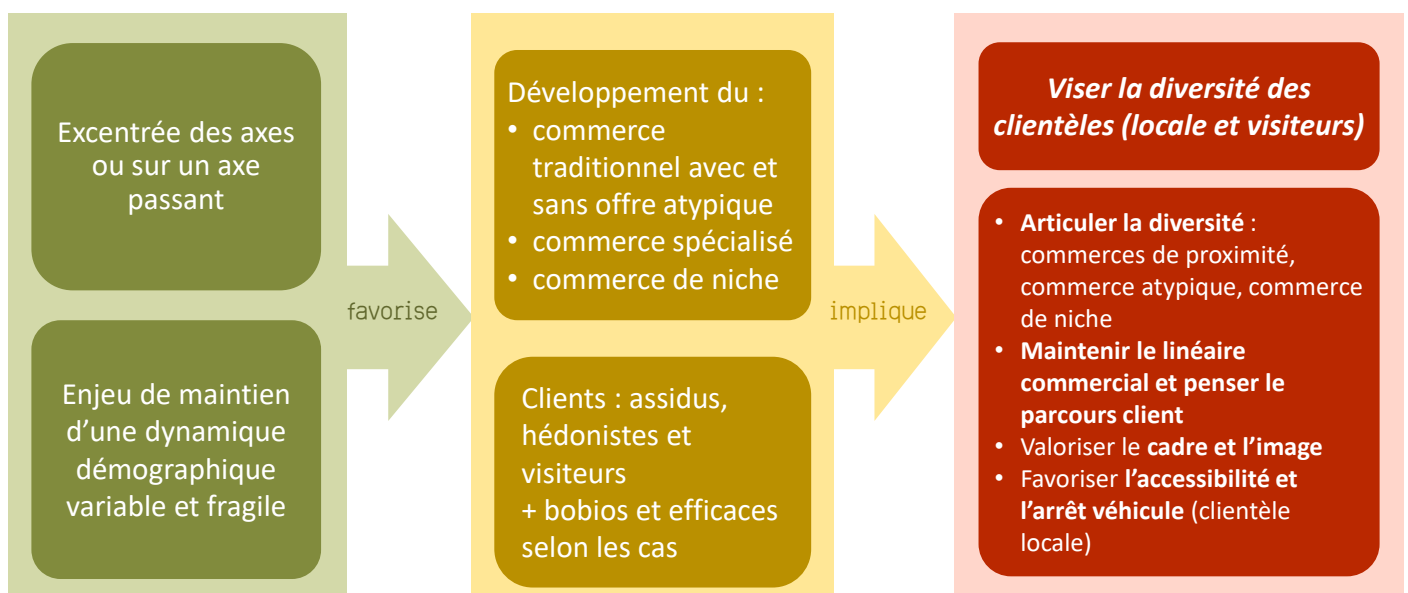 Excentrée des axes
ou sur un axe
passant
Enjeu de maintien
d’une dynamique
démographique
variable et fragile
favorise
Développement du :
• commerce
traditionnel avec et
sans offre atypique
• commerce spécialisé
• commerce de niche
Clients : assidus,
hédonistes et
visiteurs
+ bobios et efficaces
selon les cas
implique
Viser la diversité des
clientèles (locale et visiteurs)
• Articuler la diversité :
commerces de proximité,
commerce atypique, commerce
de niche
• Maintenir le linéaire
commercial et penser le
parcours client
• Valoriser le cadre et l’image
• Favoriser l’accessibilité et
l’arrêt véhicule (clientèle
locale)